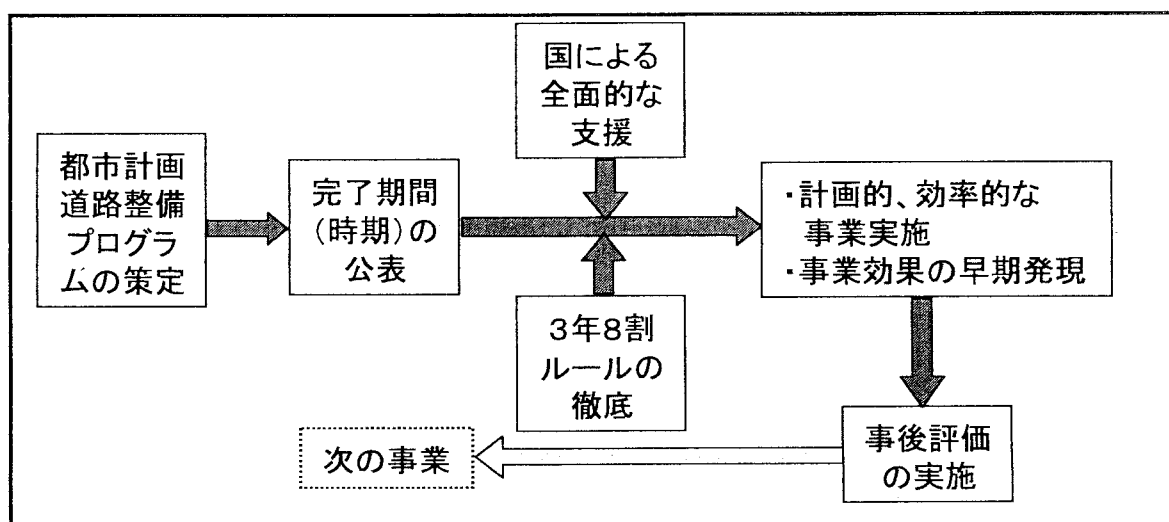 都市計画
道路整備
プログラ
ムの策定
完了期間
(時期)の
公表
国による
全面的な
支援
3年8割
ルールの
徹底
・計画的、効率的な
事業実施
・事業効果の早期発現
事後評価
の実施
次の事業